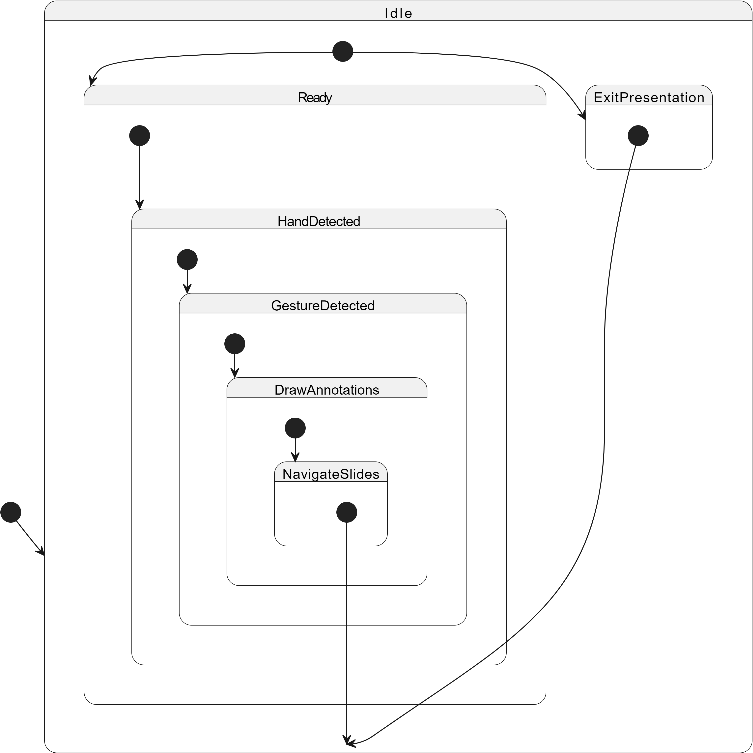 Idle
Ready
ExitPresentation
HandDetected
GestureDetected
DrawAnnotations
NavigateSlides